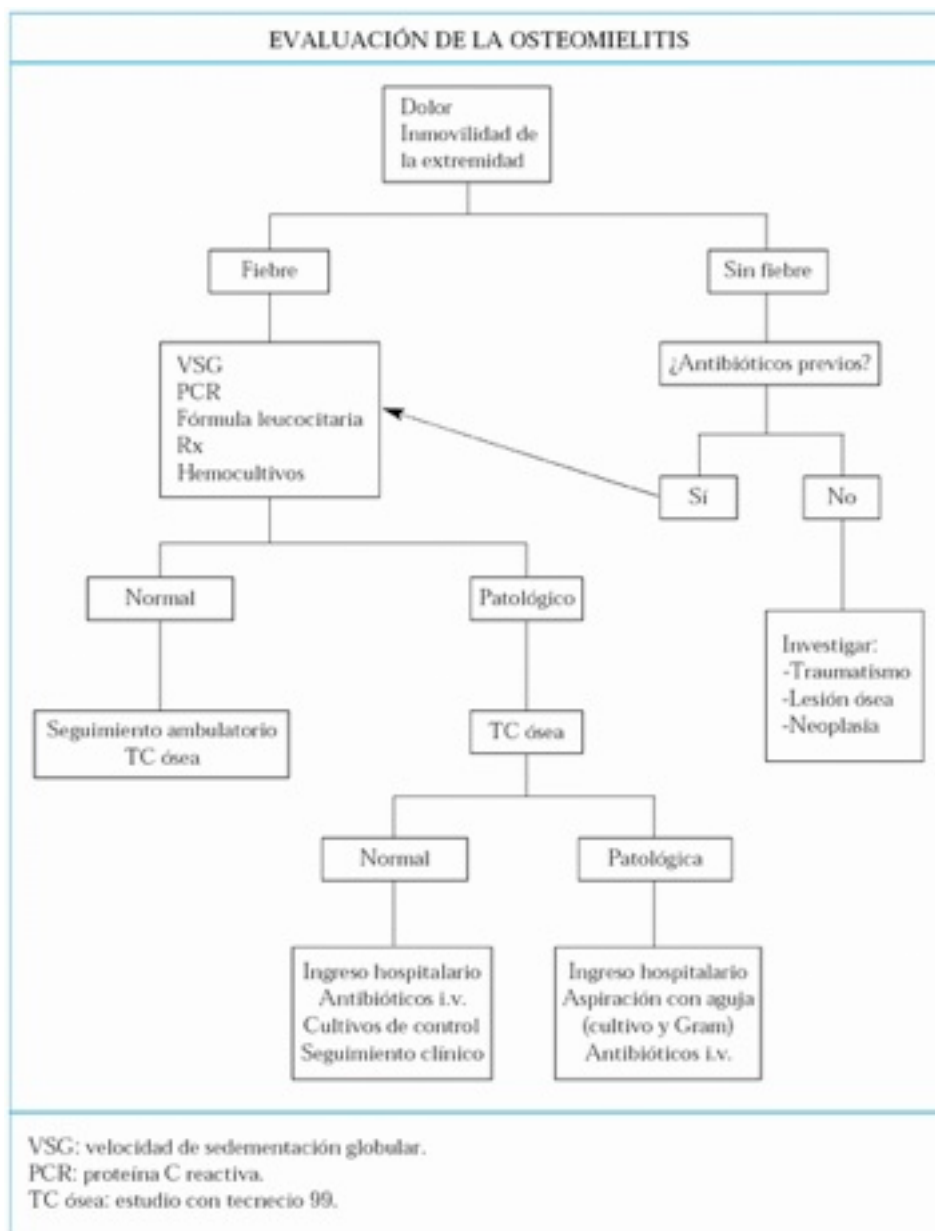 EVALUACIÓN DE LA OSTEOMIELITIS
Dolor
Inmovilidad de
la extremidad
Fiebre
Sin fiebre
VSG
PCR
Fórmula leucocitaria
Rx
Hemocultivos
¿Antibióticos previos?
Sí
No
Normal
Patológico
Investigar:
-Traumatismo
-Lesión ósea
-Neoplasia
Seguimiento ambulatorio
TC ósea
TC ósea
Normal
Patológica
Ingreso hospitalario
Antibióticos i.v.
Cultivos de control
Seguimiento clínico
Ingreso hospitalario
Aspiración con aguja
(cultivo y Gram)
Antibióticos i.v.
VSG: velocidad de sedementación globular.
PCR: proteína C reactiva.
TC ósea: estudio con tecnecio 99.